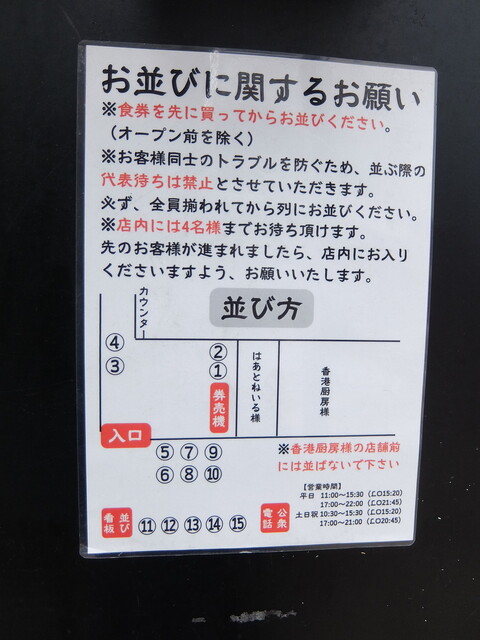 お並びに関するお願い
※食券を先に買ってからお並びください。
(オープン前を除く)
※お客様同士のトラブルを防ぐため、並ぶ際の
代表待ちは禁止とさせていただきます。
必ず、全員揃われてから列にお並びください。
※店内には4名様までお待ち頂けます。
先のお客様が進まれましたら、店内にお入り
くださいますよう、お願いいたします。
カウンター
並び方
④
③
②
①
券売機
はあとねいる様
香港厨房様
入口
⑤⑦⑨
⑥⑧⑩
※香港厨房様の店舗前
には並ばないで下さい
並び看板
⑪⑫⑬⑭⑮
公衆電話
【営業時間】
平日 11:00〜15:30 (LO15:20)
17:00〜22:00 (LO21:45)
土日祝 10:30〜15:30 (LO15:20)
17:00〜21:00 (LO20:45)